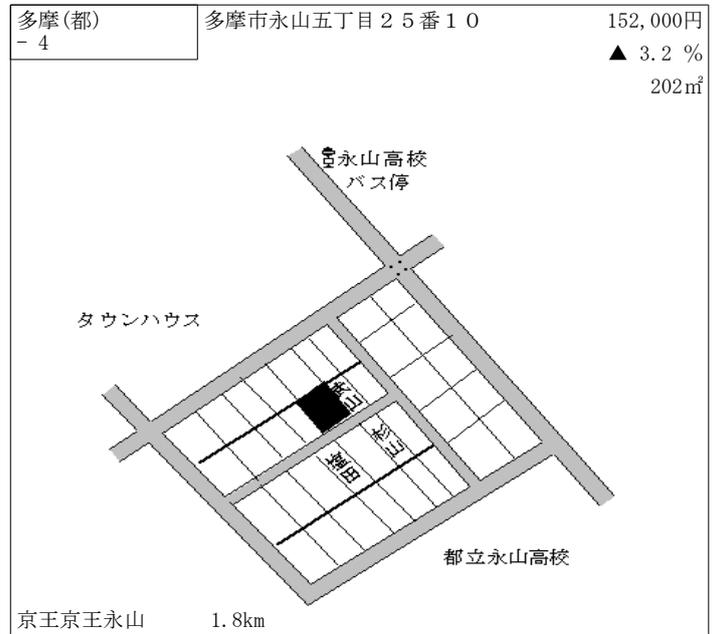 多摩(都)
- 4
多摩市永山五丁目２５番１０
152,000円
▲ 3.2 %
202㎡
永山高校
バス停
タウンハウス
杉山
都立永山高校
京王京王永山 1.8km